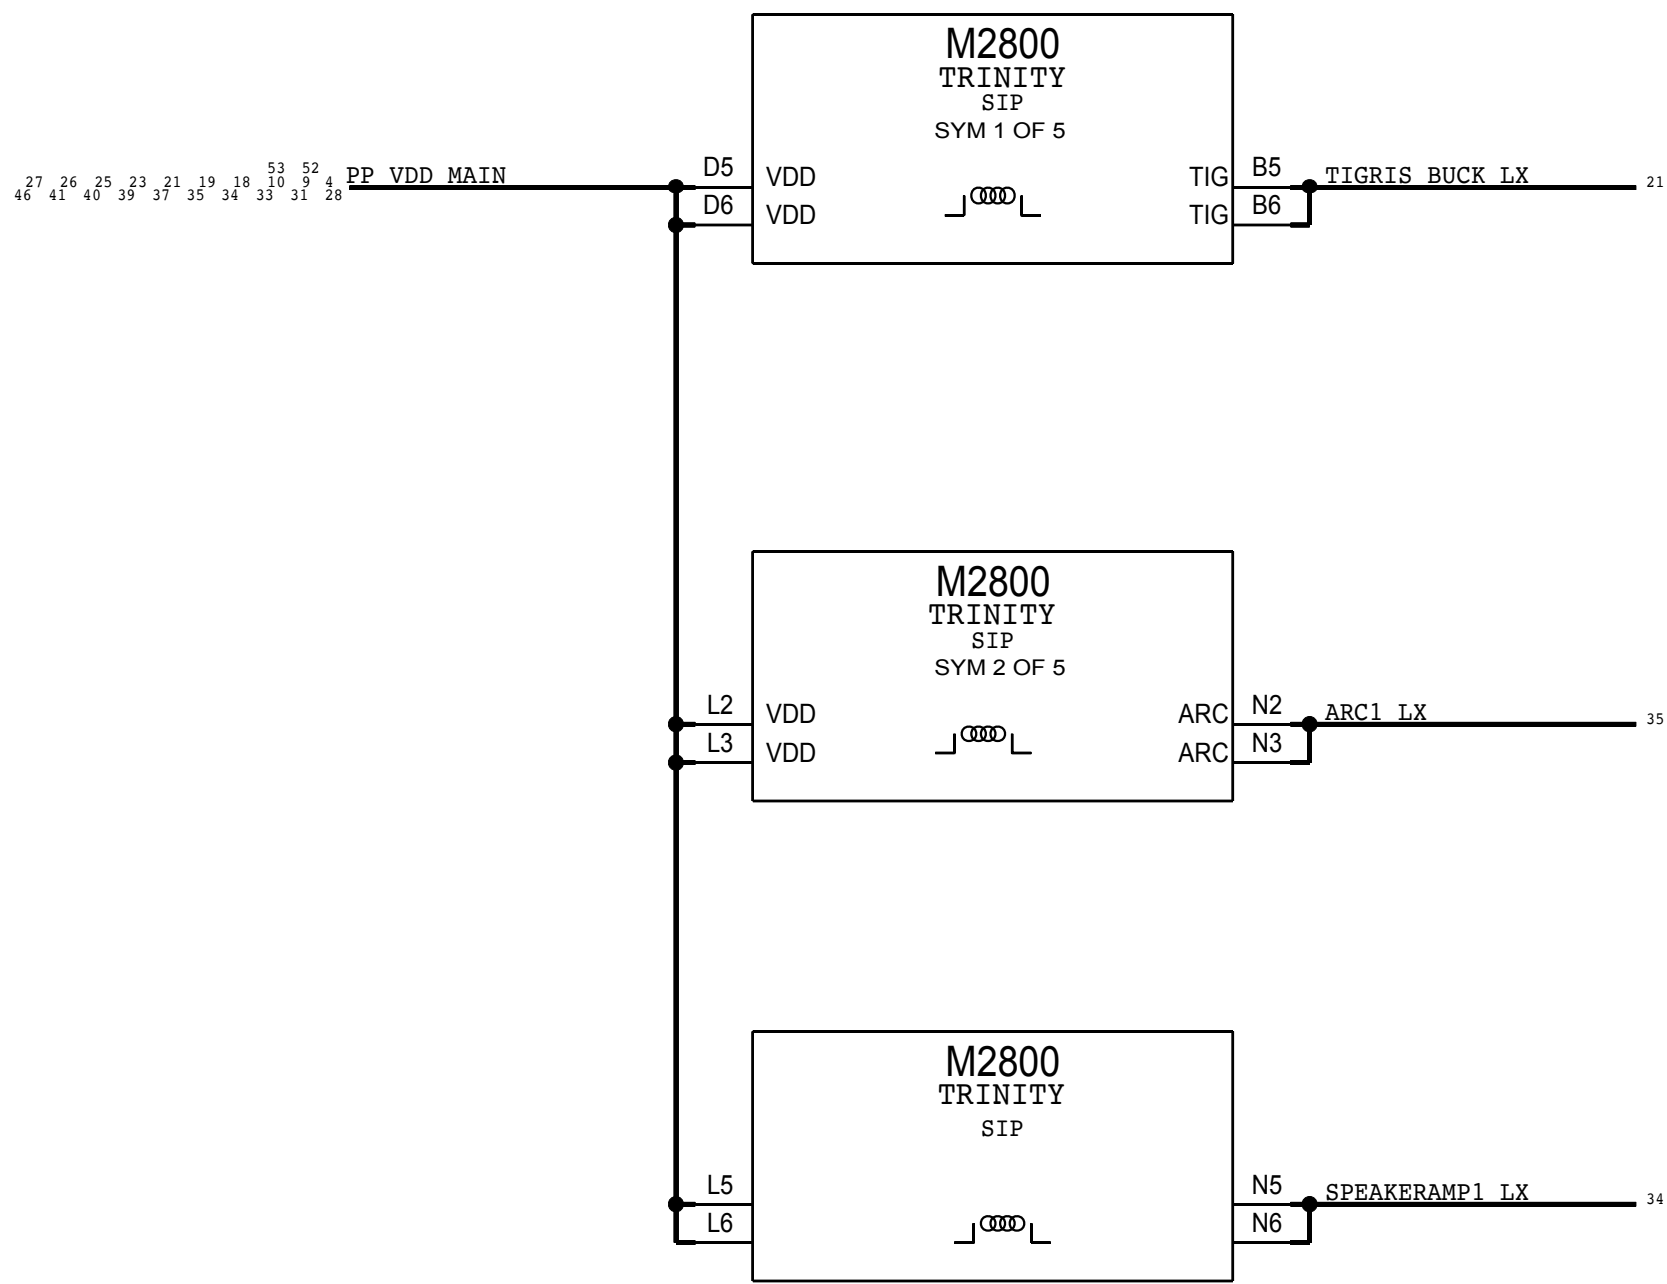 M2800
TRINITY
SIP
SYM 1 OF 5
53 52
27 26 25 23 21 19 18 10 9 4
46 41 40 39 37 35 34 33 31 28
PP VDD MAIN
D5 VDD TIG B5 TIGRIS BUCK LX 21
D6 VDD TIG B6
M2800
TRINITY
SIP
SYM 2 OF 5
L2 VDD ARC N2 ARC1 LX 35
L3 VDD ARC N3
M2800
TRINITY
SIP
L5 N5 SPEAKERAMP1 LX 34
L6 N6